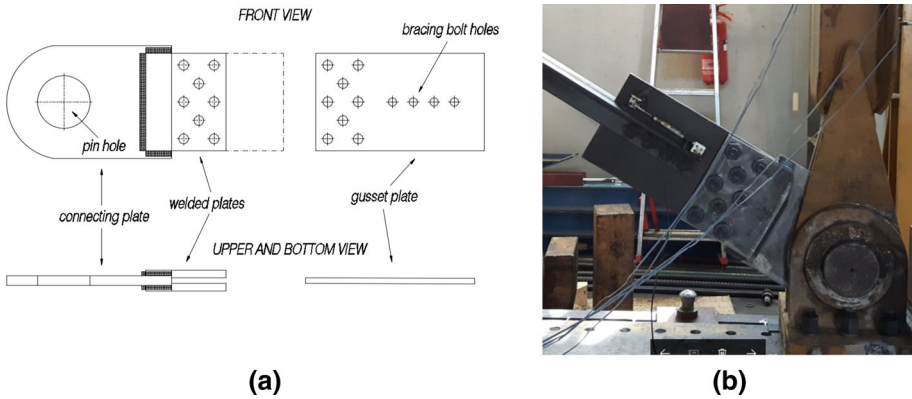 FRONT VIEW
bracing bolt holes
pin hole
connecting plate
welded plates
gusset plate
UPPER AND BOTTOM VIEW
(a)
(b)